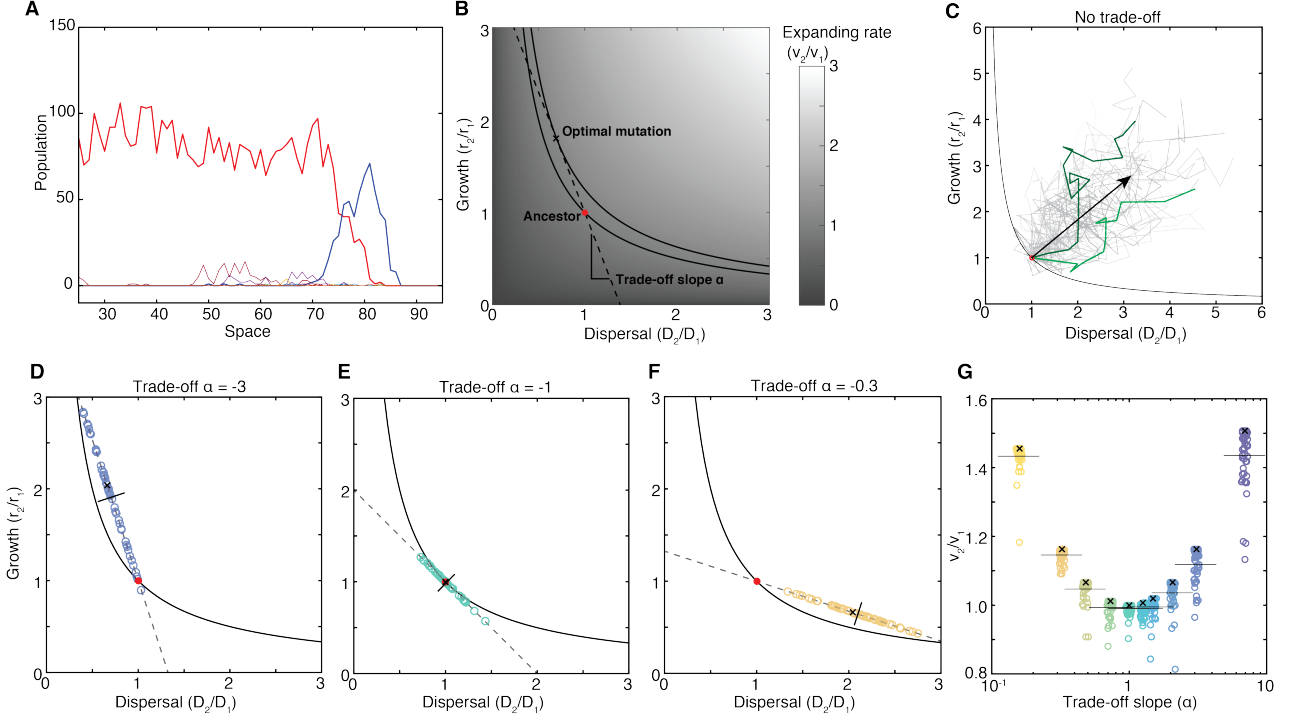 A
150
100
50
0
Population
30
40
50
60
70
80
90
Space
B
3
2
1
0
Growth (r₂/r₁)
Optimal mutation
Ancestor
Trade-off slope α
0
1
2
3
Dispersal (D₂/D₁)
Expanding rate
(v₂/v₁)
3
2
1
0
C
No trade-off
6
5
4
3
2
1
0
Growth (r₂/r₁)
0
1
2
3
4
5
6
Dispersal (D₂/D₁)
D
Trade-off α = -3
3
2
1
0
Growth (r₂/r₁)
0
1
2
3
Dispersal (D₂/D₁)
E
Trade-off α = -1
3
2
1
0
0
1
2
3
Dispersal (D₂/D₁)
F
Trade-off α = -0.3
3
2
1
0
0
1
2
3
Dispersal (D₂/D₁)
G
1.6
1.4
1.2
1.0
0.8
v₂/v₁
10⁻¹
1
10
Trade-off slope (α)